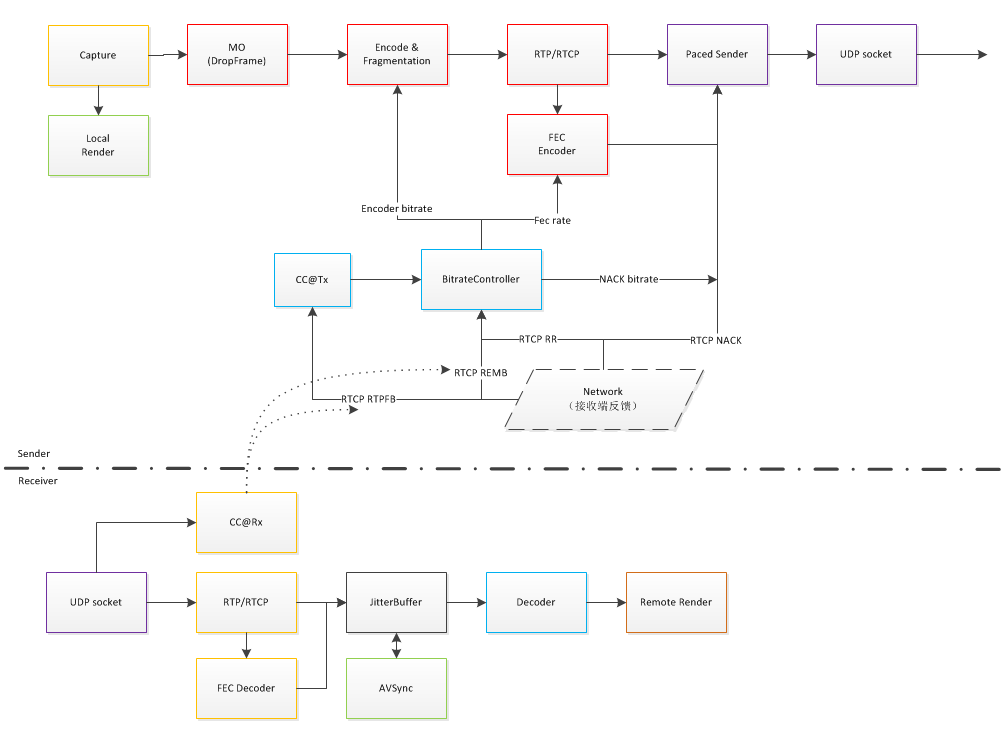 Capture
MO
(DropFrame)
Encode &
Fragmentation
RTP/RTCP
Paced Sender
UDP socket
Local
Render
FEC
Encoder
Encoder bitrate
Fec rate
CC@Tx
BitrateController
NACK bitrate
RTCP RR
RTCP NACK
RTCP REMB
RTCP RTPFB
Network
（接收端反馈）
Sender
Receiver
CC@Rx
UDP socket
RTP/RTCP
JitterBuffer
Decoder
Remote Render
FEC Decoder
AVSync